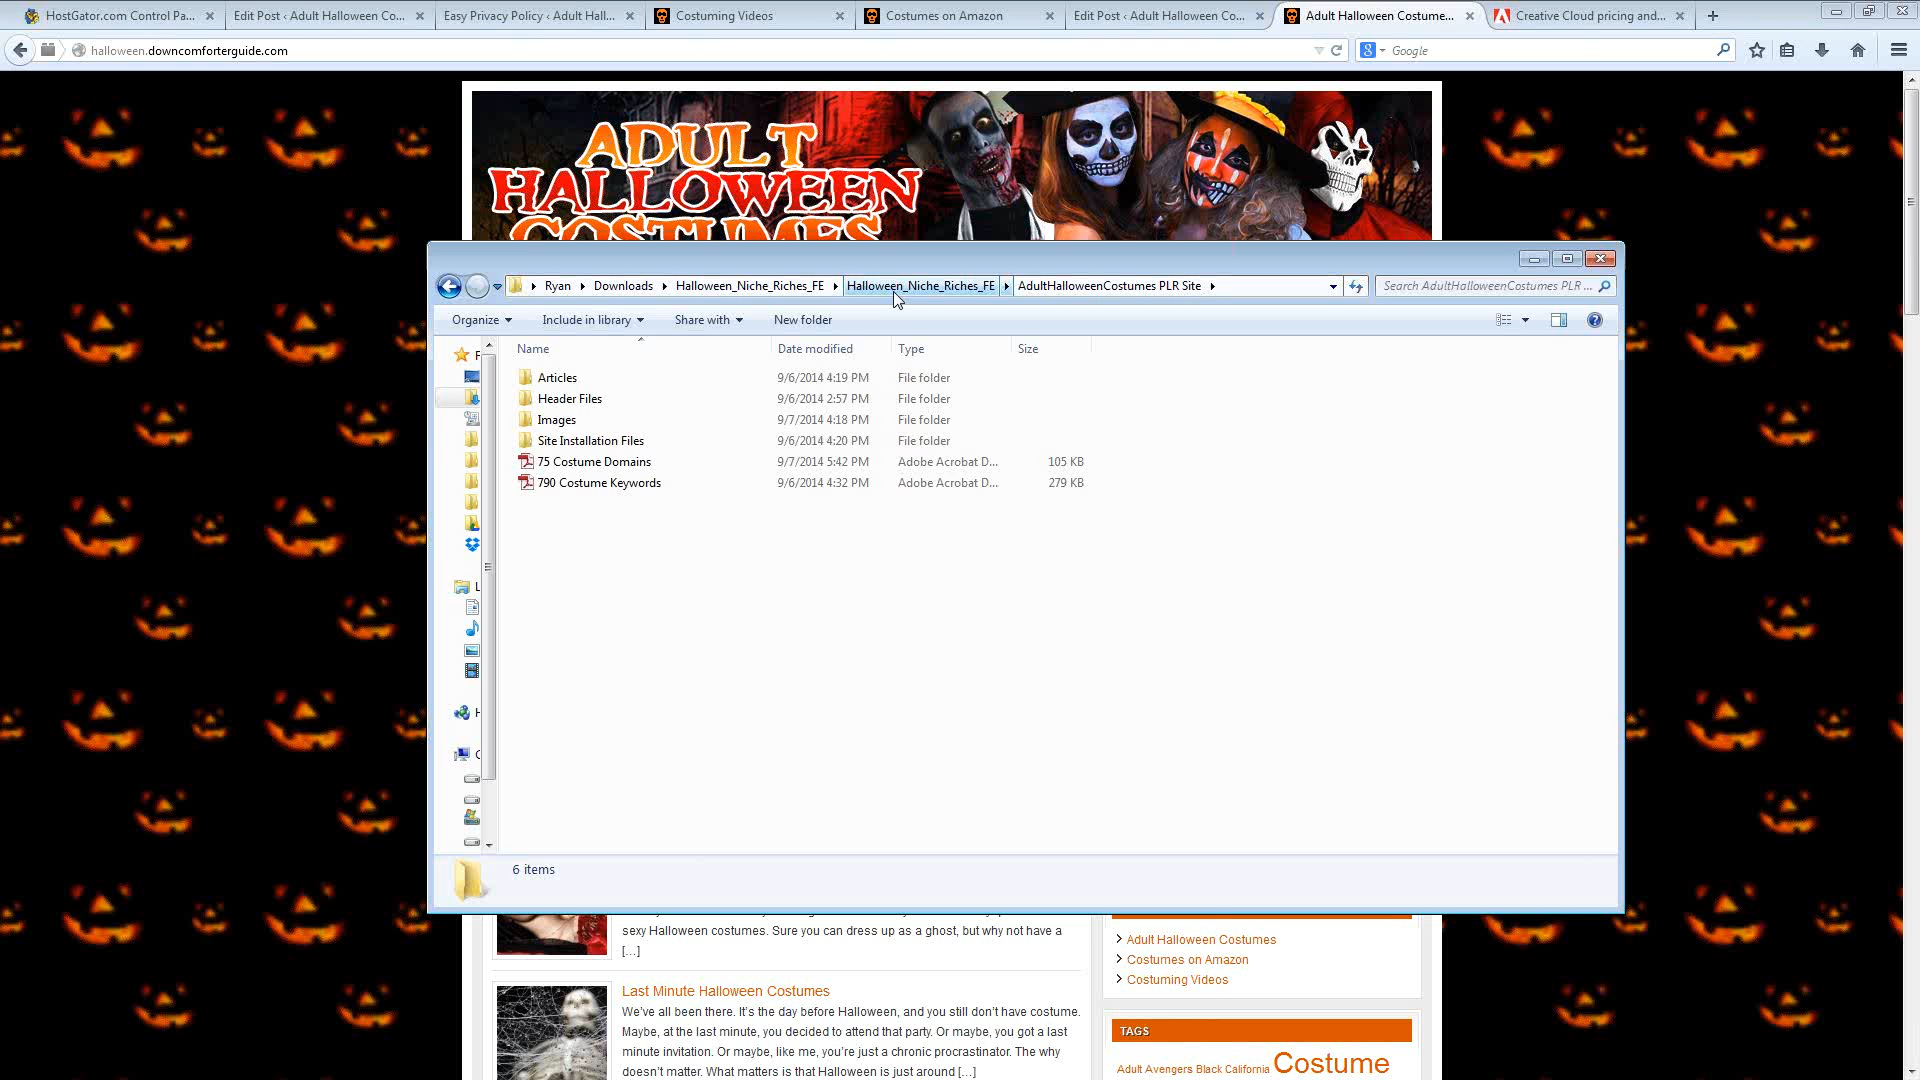 HostGator.com Control Pa...
Edit Post ‹ Adult Halloween Co...
Easy Privacy Policy ‹ Adult Hall...
Costuming Videos
Costumes on Amazon
Edit Post ‹ Adult Halloween Co...
Adult Halloween Costume...
Creative Cloud pricing and...
halloween.downcomforterguide.com
Google
ADULT
HALLOWEEN
COSTUMES
Ryan
Downloads
Halloween_Niche_Riches_FE
Halloween_Niche_Riches_FE
AdultHalloweenCostumes PLR Site
Search AdultHalloweenCostumes PLR ...
Organize
Include in library
Share with
New folder
Name
Date modified
Type
Size
Articles 9/6/2014 4:19 PM File folder
Header Files 9/6/2014 2:57 PM File folder
Images 9/7/2014 4:18 PM File folder
Site Installation Files 9/6/2014 4:20 PM File folder
75 Costume Domains 9/7/2014 5:42 PM Adobe Acrobat D... 105 KB
790 Costume Keywords 9/6/2014 4:32 PM Adobe Acrobat D... 279 KB
6 items
sexy Halloween costumes. Sure you can dress up as a ghost, but why not have a
[...]
Last Minute Halloween Costumes
We've all been there. It's the day before Halloween, and you still don't have costume.
Maybe, at the last minute, you decided to attend that party. Or maybe, you got a last
minute invitation. Or maybe, like me, you're just a chronic procrastinator. The why
doesn't matter. What matters is that Halloween is just around [...]
Adult Halloween Costumes
Costumes on Amazon
Costuming Videos
TAGS
Adult Avengers Black California Costume